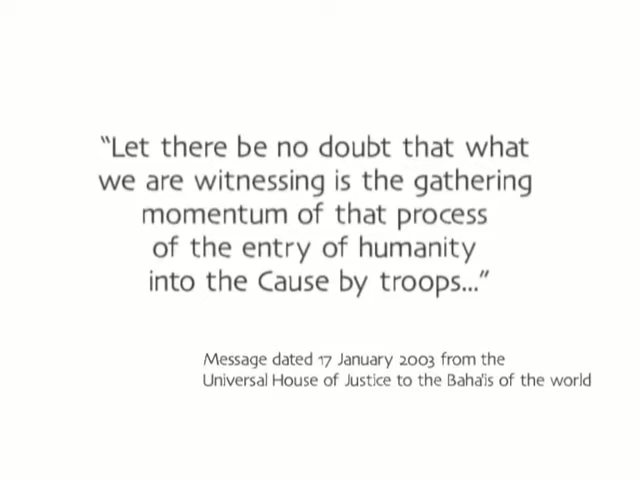 “Let there be no doubt that what
we are witnessing is the gathering
momentum of that process
of the entry of humanity
into the Cause by troops...”
Message dated 17 January 2003 from the
Universal House of Justice to the Baha'is of the world